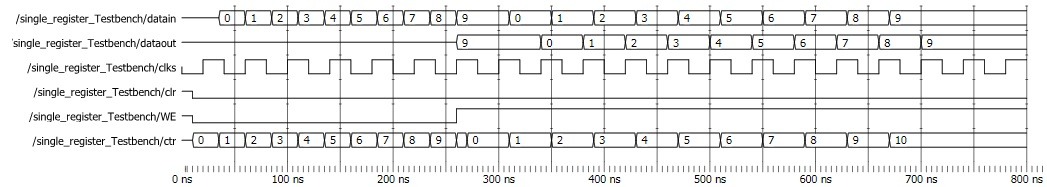 /single_register_Testbench/datain 0 1 2 3 4 5 6 7 8 9 0 1 2 3 4 5 6 7 8 9
'single_register_Testbench/dataout 9 0 1 2 3 4 5 6 7 8 9
/single_register_Testbench/clks
/single_register_Testbench/clr
/single_register_Testbench/WE
/single_register_Testbench/ctr 0 1 2 3 4 5 6 7 8 9 0 1 2 3 4 5 6 7 8 9 10
0 ns 100 ns 200 ns 300 ns 400 ns 500 ns 600 ns 700 ns 800 ns